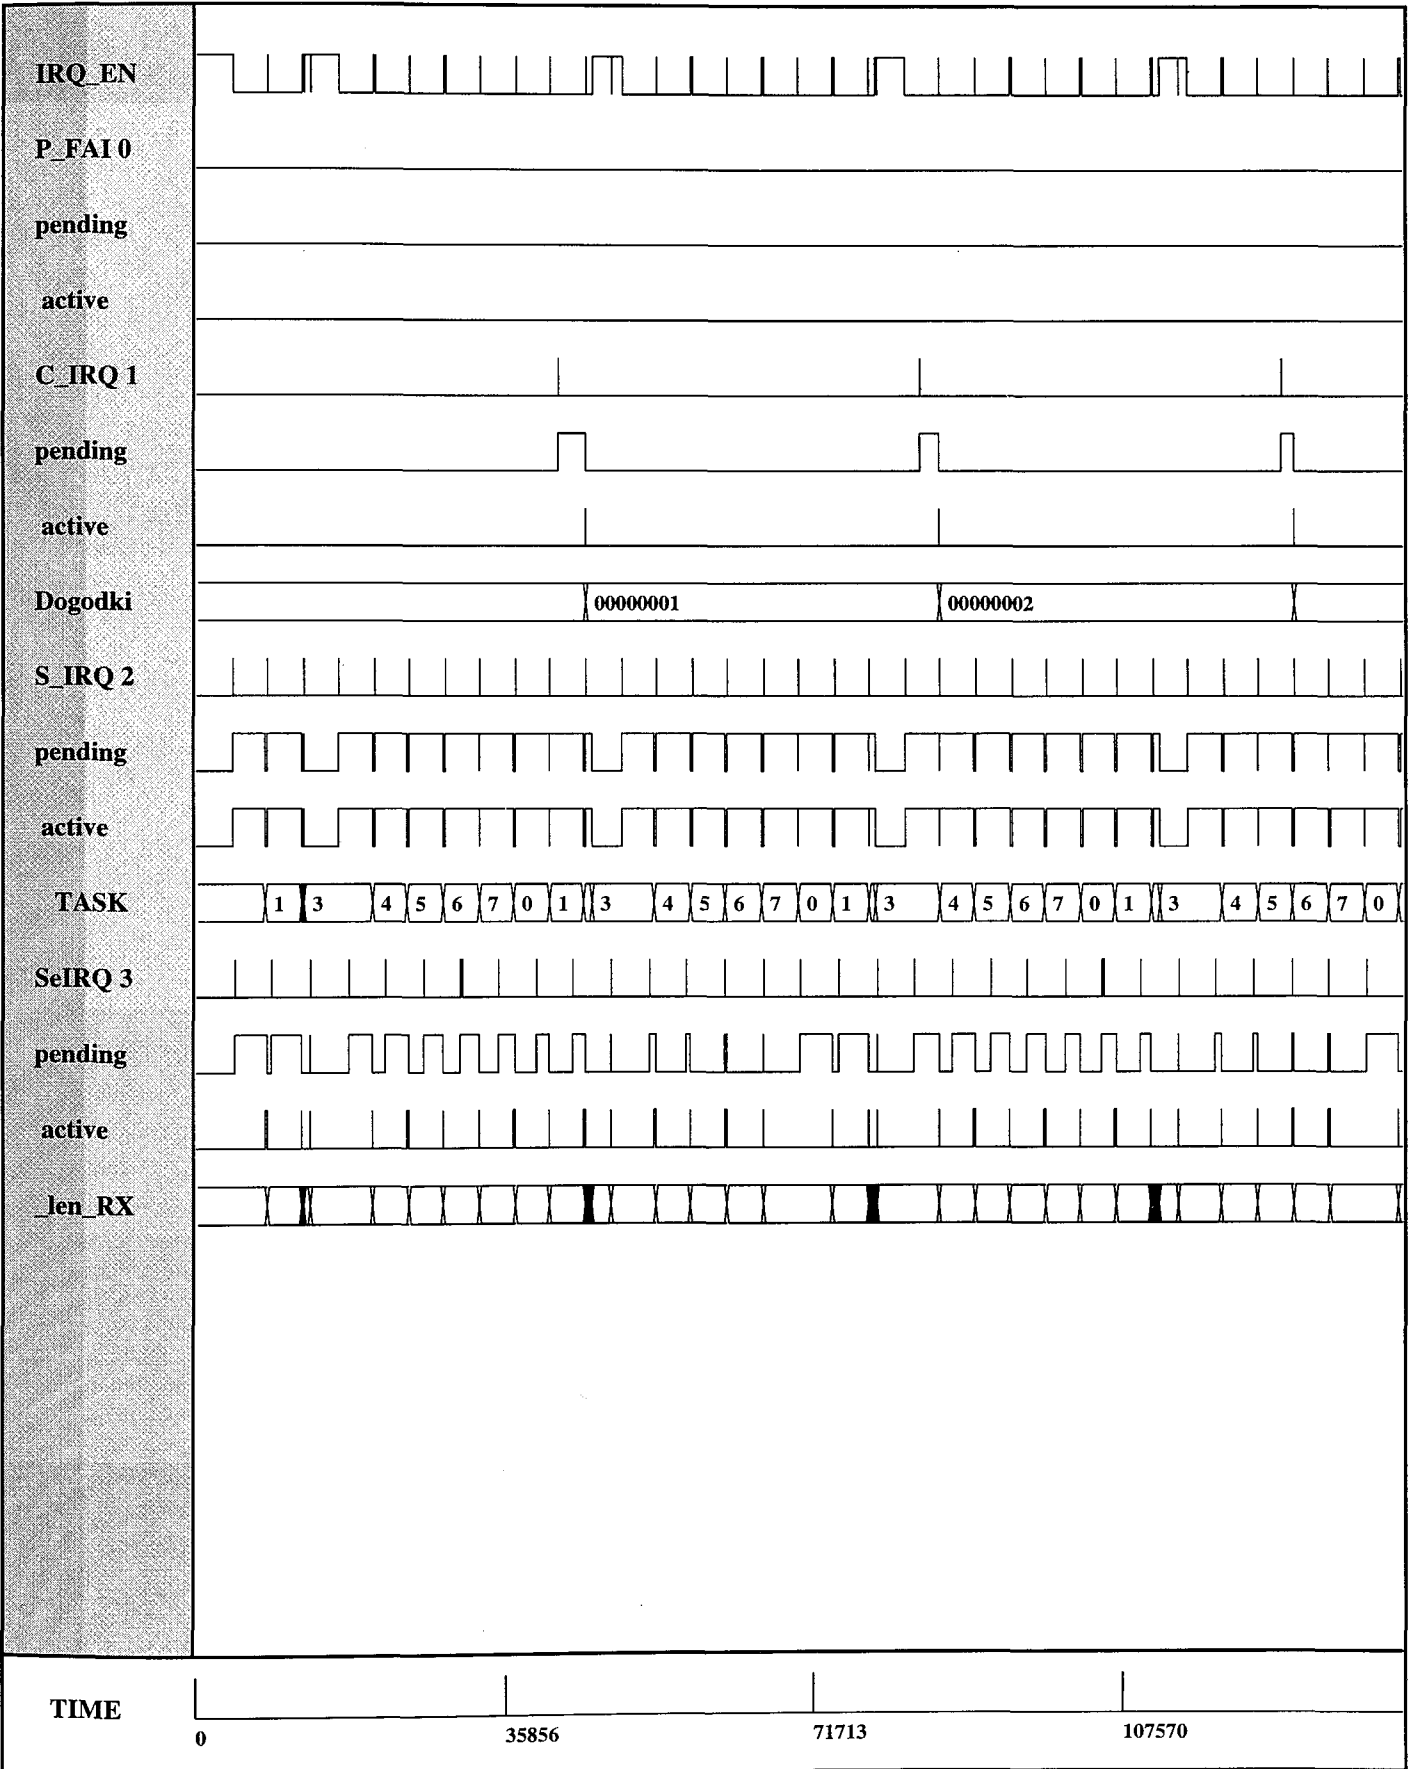 IRQ_EN
P_FAI 0
pending
active
C_IRQ 1
pending
active
Dogodki 00000001 00000002
S_IRQ 2
pending
active
TASK 1 3 4 5 6 7 0 1 3 4 5 6 7 0 1 3 4 5 6 7 0 1 3 4 5 6 7 0
SeIRQ 3
pending
active
_len_RX
TIME
0 35856 71713 107570